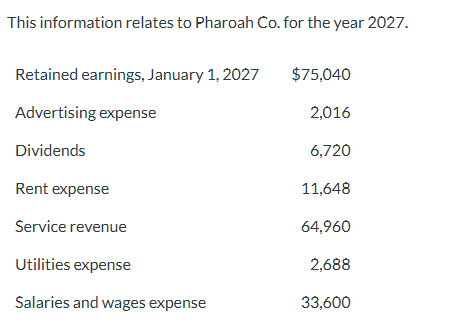 This information relates to Pharoah Co. for the year 2027.
Retained earnings, January 1, 2027 $75,040
Advertising expense 2,016
Dividends 6,720
Rent expense 11,648
Service revenue 64,960
Utilities expense 2,688
Salaries and wages expense 33,600